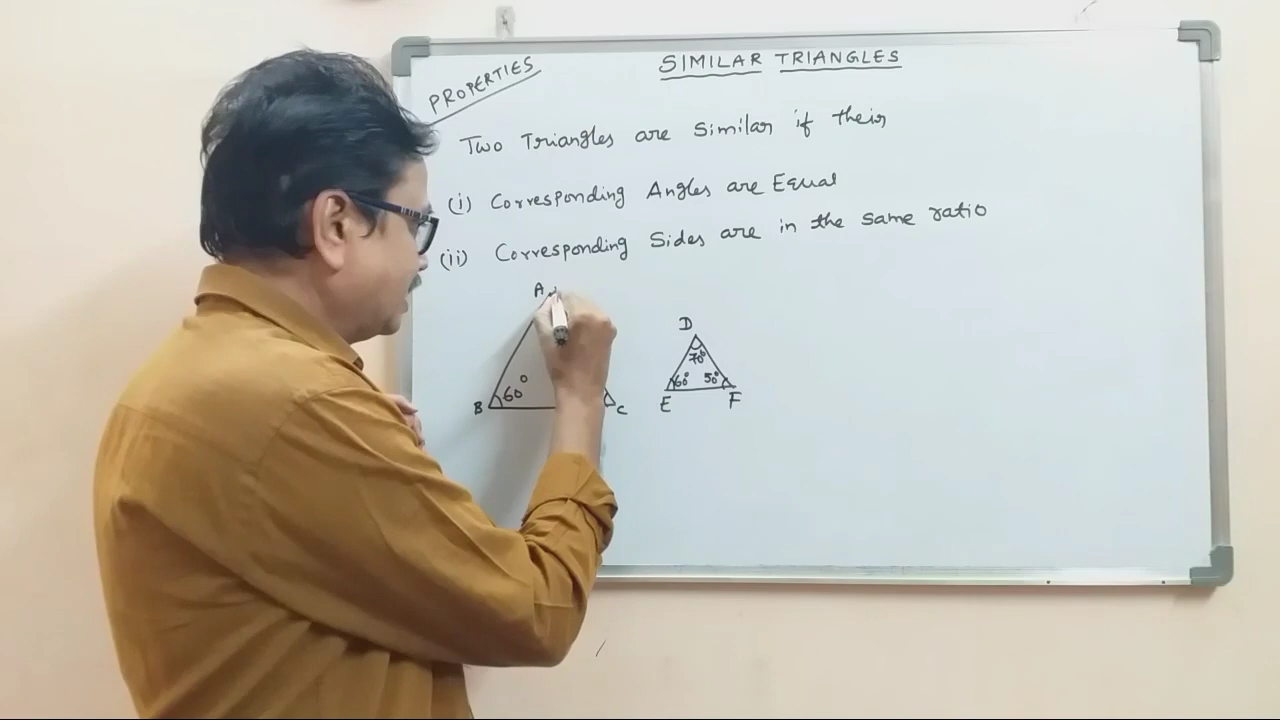 PROPERTIES
SIMILAR TRIANGLES
Two Triangles are Similar if their
(i) Corresponding Angles are Equal
(ii) Corresponding Sides are in the same ratio
A
D
70°
60°
60° 50°
B
C
E
F